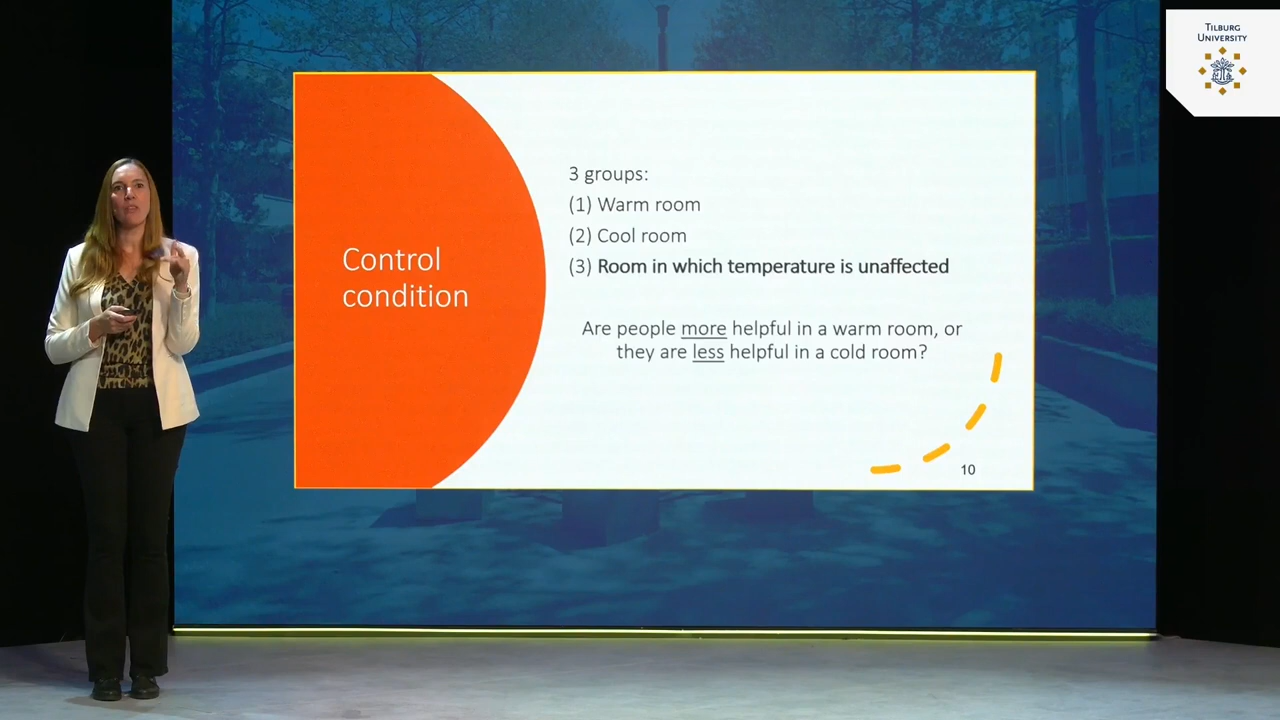 TILBURG
UNIVERSITY
Control
condition
3 groups:
(1) Warm room
(2) Cool room
(3) Room in which temperature is unaffected
Are people more helpful in a warm room, or
they are less helpful in a cold room?
10